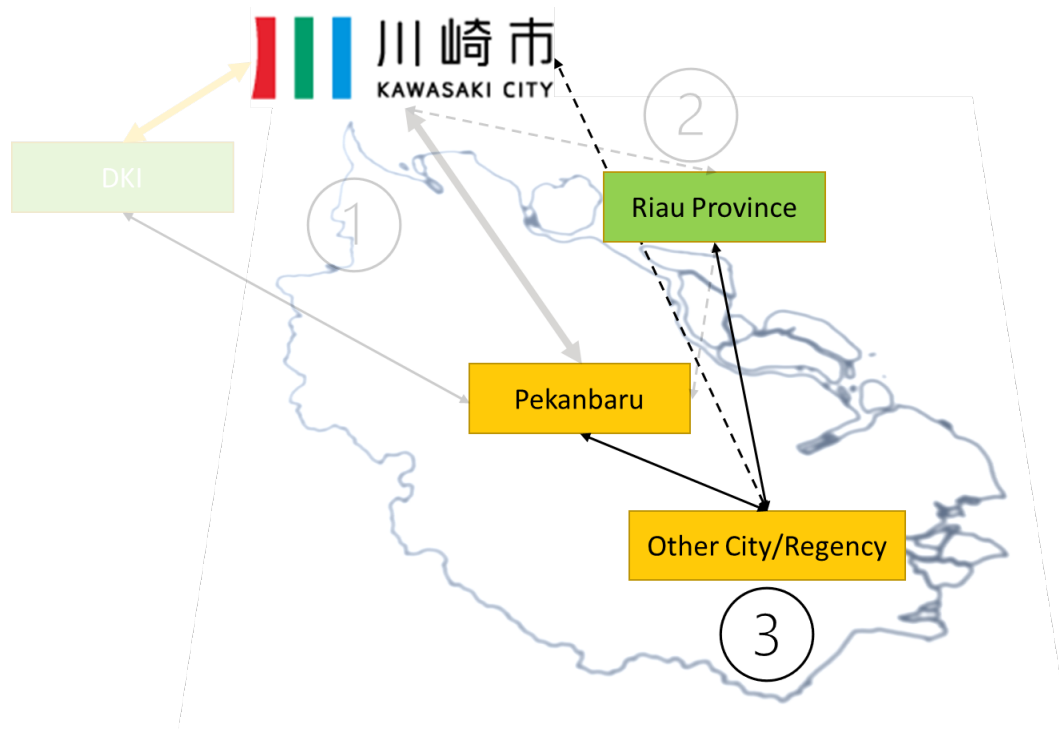 川崎市
KAWASAKI CITY
②
DKI
Riau Province
①
Pekanbaru
Other City/Regency
③